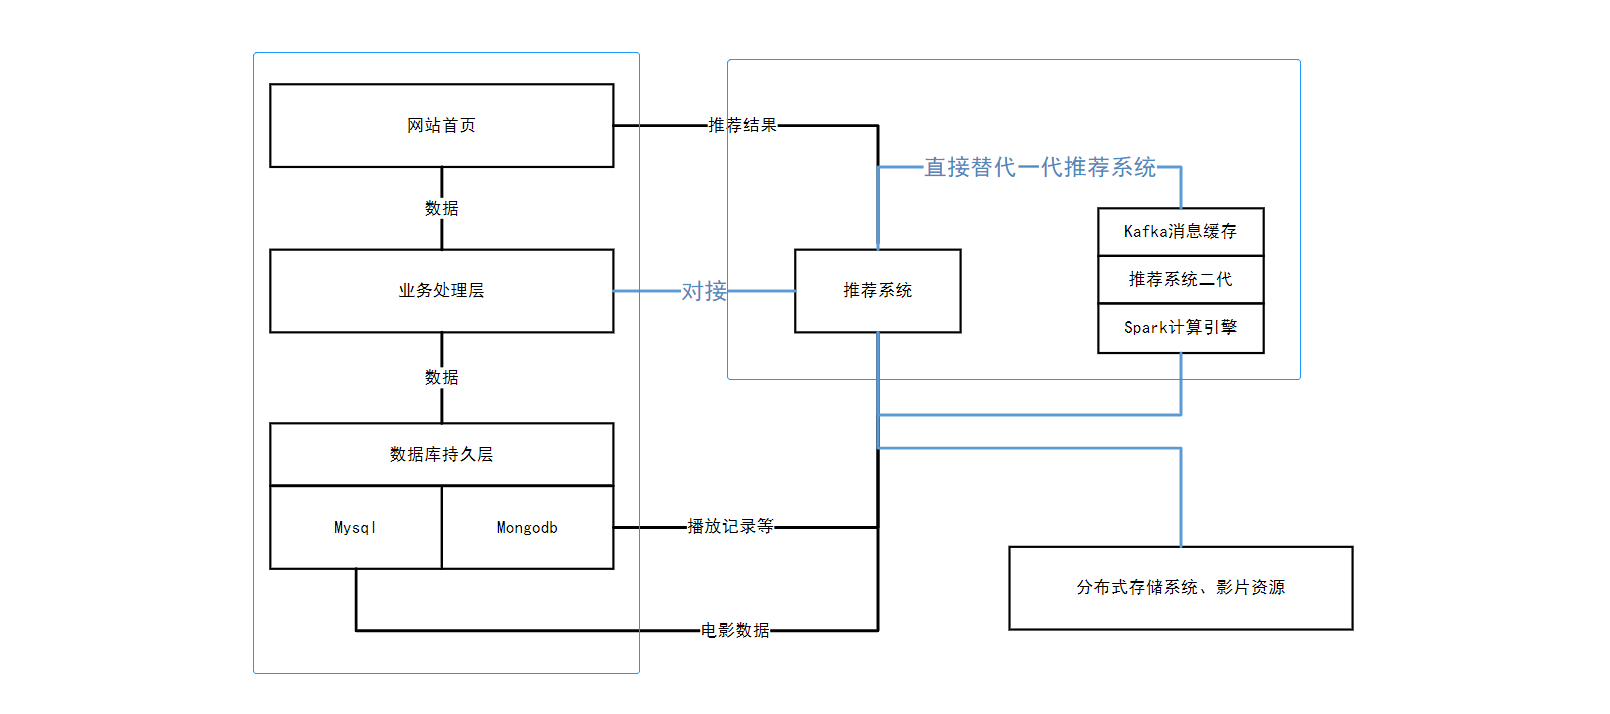 网站首页
推荐结果
直接替代一代推荐系统
数据
Kafka消息缓存
推荐系统二代
Spark计算引擎
业务处理层
对接
推荐系统
数据
数据库持久层
Mysql
Mongodb
播放记录等
分布式存储系统、影片资源
电影数据